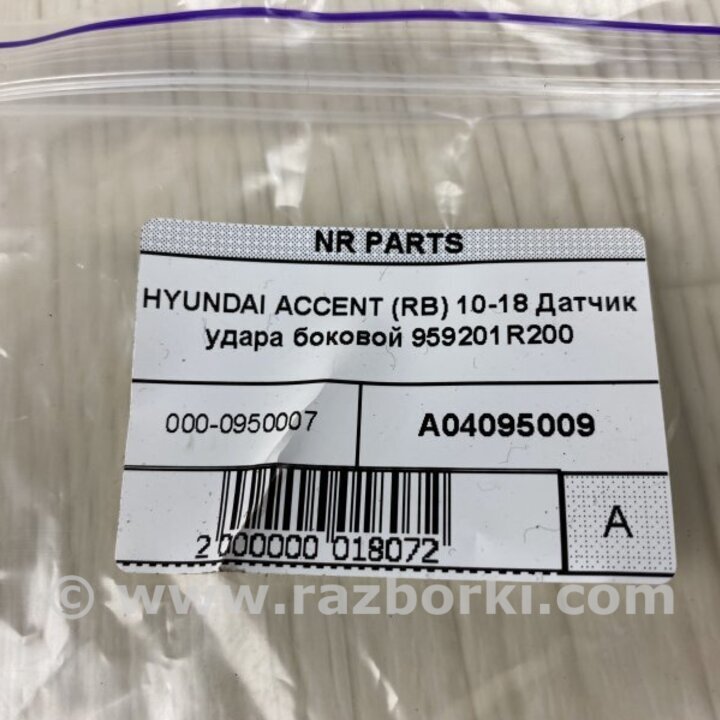 NR PARTS
HYUNDAI ACCENT (RB) 10-18 Датчик
удара боковой 959201R200
000-0950007
A04095009
2 000000 018072
A
© www.razborki.com